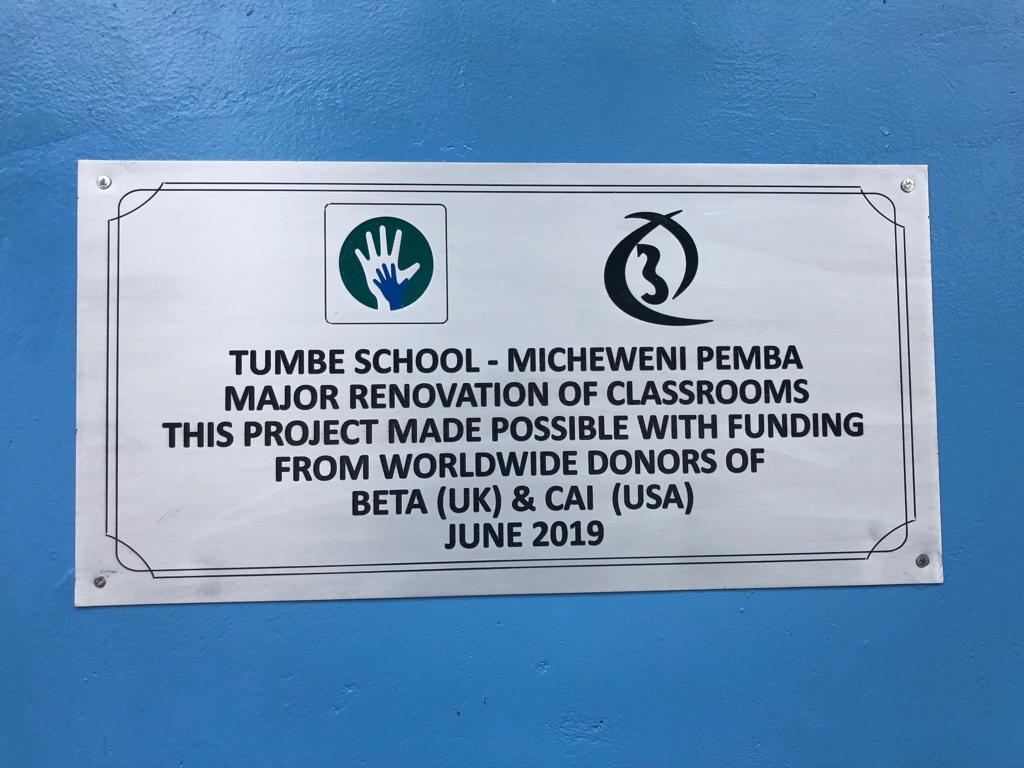 TUMBE SCHOOL - MICHEWENI PEMBA
MAJOR RENOVATION OF CLASSROOMS
THIS PROJECT MADE POSSIBLE WITH FUNDING
FROM WORLDWIDE DONORS OF
BETA (UK) & CAI (USA)
JUNE 2019